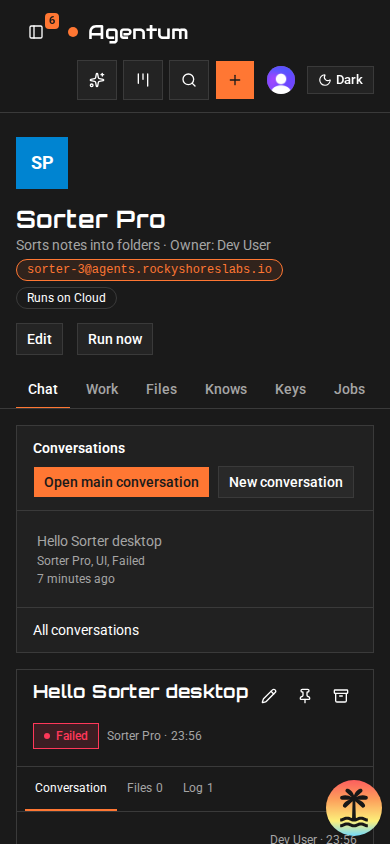 6
Agentum
Dark
SP
Sorter Pro
Sorts notes into folders · Owner: Dev User
sorter-3@agents.rockyshoreslabs.io
Runs on Cloud
Edit
Run now
Chat Work Files Knows Keys Jobs
Conversations
Open main conversation
New conversation
Hello Sorter desktop
Sorter Pro, UI, Failed
7 minutes ago
All conversations
Hello Sorter desktop
Failed
Sorter Pro · 23:56
Conversation Files 0 Log 1
Dev User · 23:56